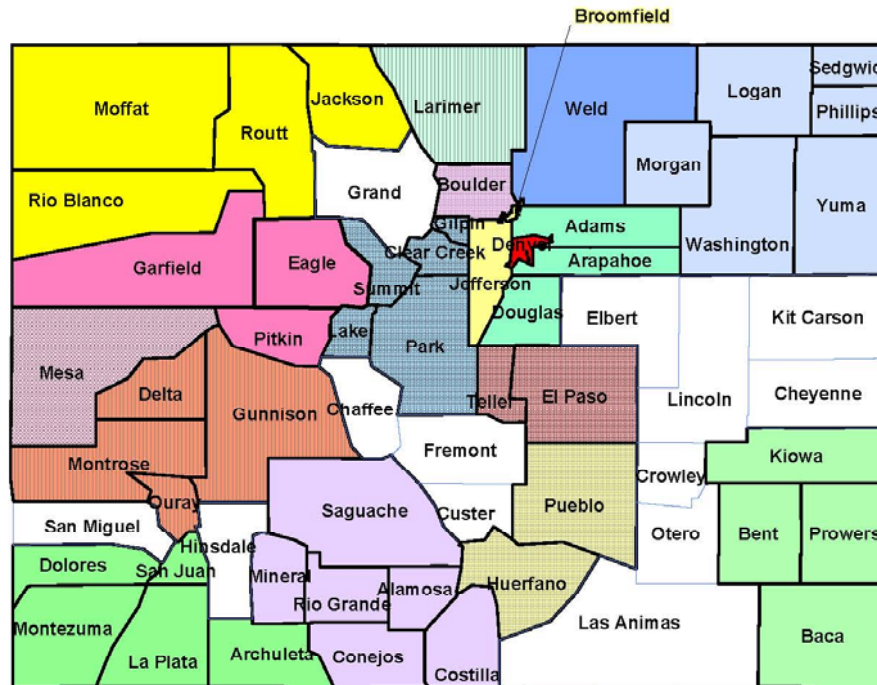 Broomfield
Sedgwic
Moffat
Jackson
Larimer
Weld
Logan
Phillips
Routt
Morgan
Boulder
Grand
Rio Blanco
Yuma
Gilpin
Adams
Denver
Washington
Clear Creek
Eagle
Arapahoe
Garfield
Jofferson
Summit
Douglas
Elbert
Kit Carson
Lake
Pitkin
Park
Mesa
Delta
Cheyenne
Teller
El Paso
Lincoln
Chaffee
Gunnison
Fremont
Kiowa
Montrose
Crowley
Ouray
Pueblo
Saguache
Custer
San Miguel
Otero
Bent
Prowers
Hinsdale
Dolores
San Juan
Mineral
Huerfano
Alamosa
Rio Grande
Las Animas
Montezuma
Baca
La Plata
Archuleta
Conejos
Costilla